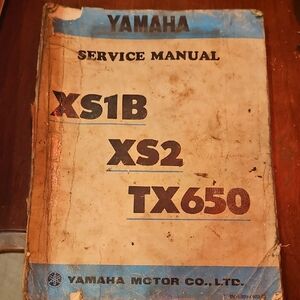 YAMAHA
SERVICE MANUAL
XS1B
XS2
TX650
YAMAHA MOTOR CO., LTD.